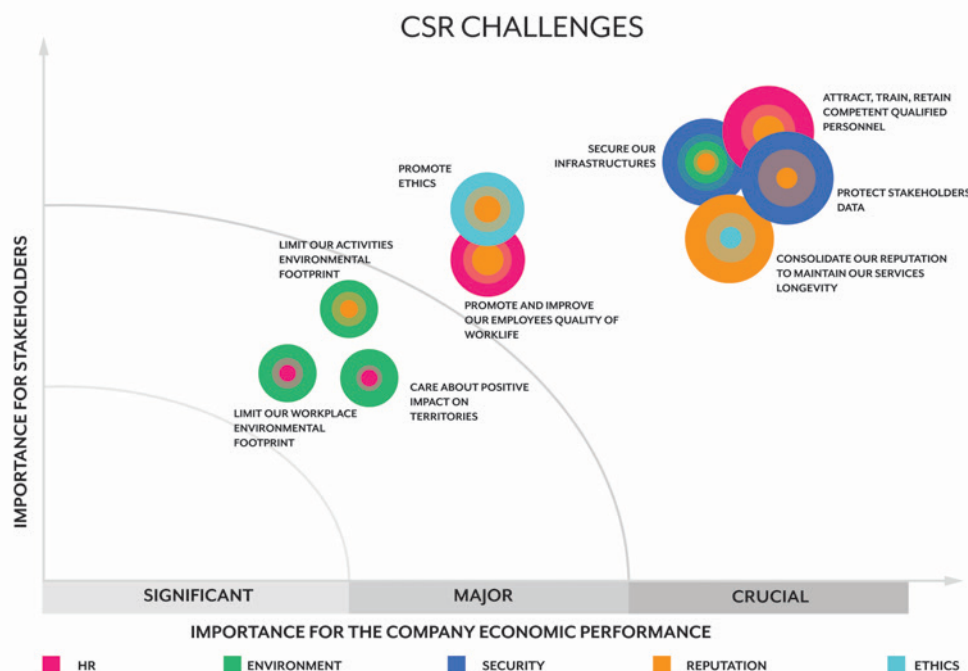 CSR CHALLENGES
ATTRACT, TRAIN, RETAIN
COMPETENT QUALIFIED
PERSONNEL
SECURE OUR
INFRASTRUCTURES
PROMOTE
ETHICS
PROTECT STAKEHOLDERS
DATA
LIMIT OUR ACTIVITIES
ENVIRONMENTAL
FOOTPRINT
CONSOLIDATE OUR REPUTATION
TO MAINTAIN OUR SERVICES
LONGEVITY
PROMOTE AND IMPROVE
OUR EMPLOYEES QUALITY OF
WORKLIFE
CARE ABOUT POSITIVE
IMPACT ON
TERRITORIES
LIMIT OUR WORKPLACE
ENVIRONMENTAL
FOOTPRINT
IMPORTANCE FOR STAKEHOLDERS
SIGNIFICANT
MAJOR
CRUCIAL
IMPORTANCE FOR THE COMPANY ECONOMIC PERFORMANCE
HR
ENVIRONMENT
SECURITY
REPUTATION
ETHICS